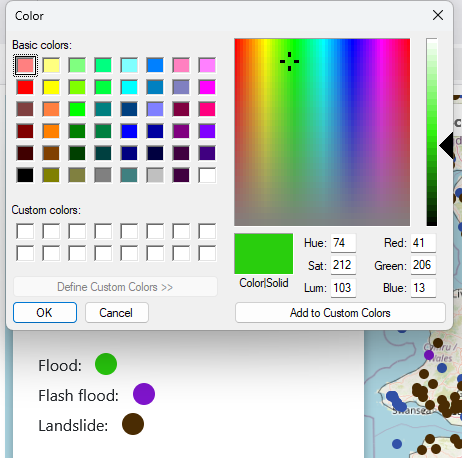 Color
Basic colors:
Custom colors:
Define Custom Colors >>
OK
Cancel
Color|Solid
Hue: 74
Sat: 212
Lum: 103
Red: 41
Green: 206
Blue: 13
Add to Custom Colors
Flood:
Flash flood:
Landslide:
Cymru /
Wales
Swansea